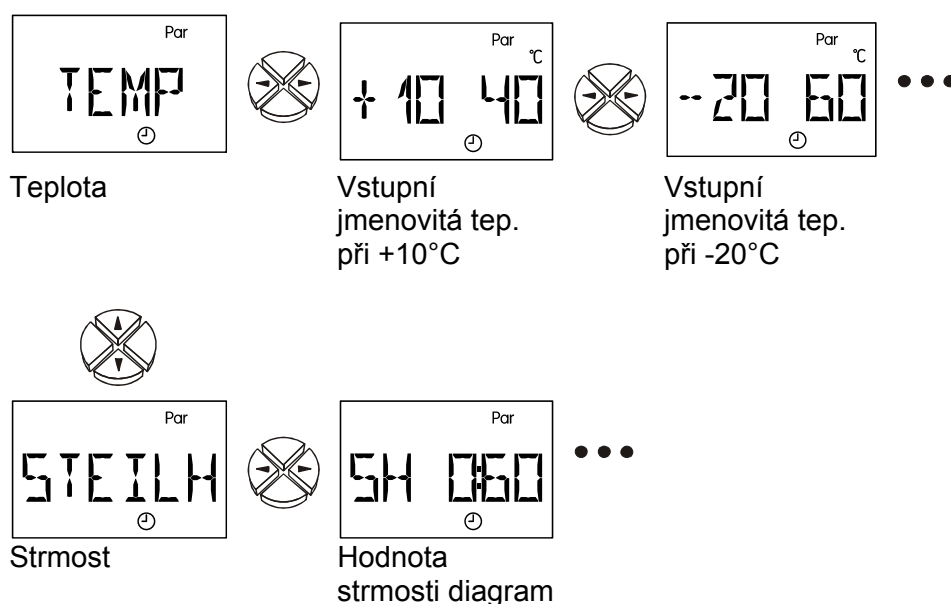 Par
TEMP
Par
°C
+10 40
Par
°C
-20 60
Teplota
Vstupní
jmenovitá tep.
při +10°C
Vstupní
jmenovitá tep.
při -20°C
Par
STEILH
Par
SH 0:60
Strmost
Hodnota
strmosti diagram